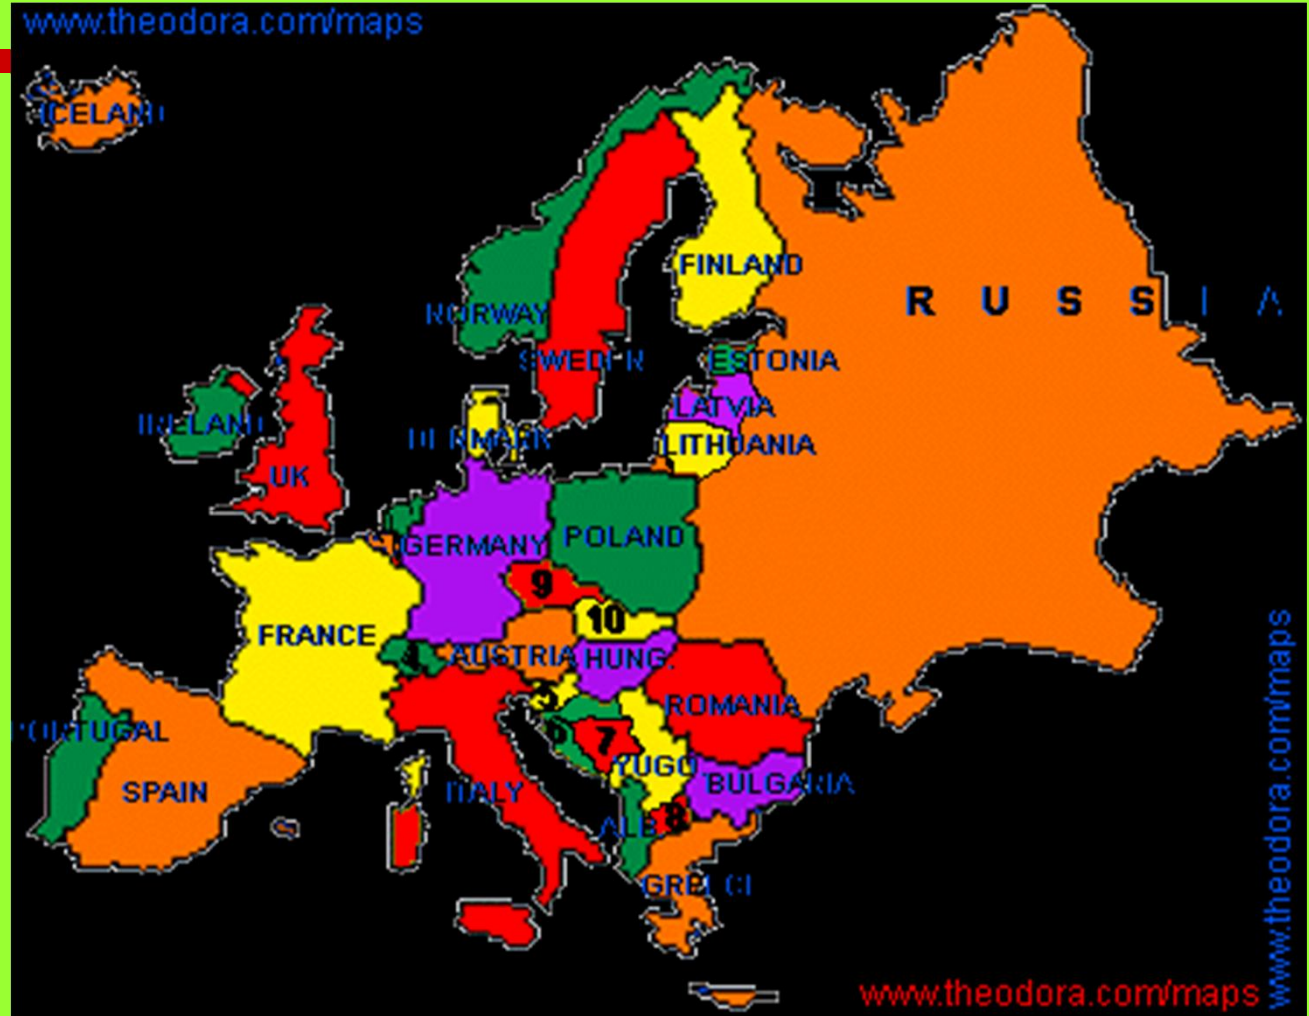 www.theodora.com/maps
ICELAND
FINLAND
RUSSIA
NORWAY
SWEDEN
ESTONIA
LATVIA
IRELAND
DENMARK
LITHUANIA
UK
GERMANY
POLAND
9
10
FRANCE
4
AUSTRIA
HUNG.
5
ROMANIA
PORTUGAL
6
7
YUGO
BULGARIA
SPAIN
ITALY
ALB
8
GREECE
www.theodora.com/maps
www.theodora.com/maps